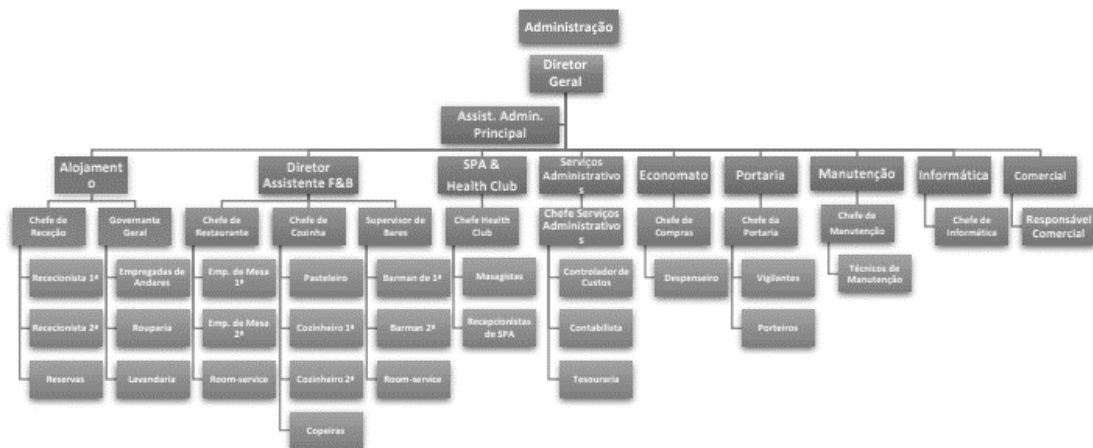 Administração
Diretor
Geral
Assist. Admin.
Principal
Alojament
o
Diretor
Assistente F&B
SPA &
Health Club
Serviços
Administrativo
s
Economato
Portaria
Manutenção
Informática
Comercial
Chefe de
Receção
Governanta
Geral
Chefe de
Restaurante
Chefe de
Cozinha
Supervisor de
Bares
Chefe Health
Club
Chefe Serviços
Administrativo
s
Chefe de
Compras
Chefe da
Portaria
Chefe de
Manutenção
Chefe de
Informática
Responsável
Comercial
Rececionista 1ª
Empregadas de
Andares
Emp. de Mesa
1ª
Pasteleiro
Barman de 1ª
Masagistas
Controlador de
Custos
Despenseiro
Vigilantes
Técnicos de
Manutenção
Rececionista 2ª
Rouparia
Emp. de Mesa
2ª
Cozinheiro 1ª
Barman 2ª
Recepcionistas
de SPA
Contabilista
Porteiros
Reservas
Lavandaria
Room-service
Cozinheiro 2ª
Room-service
Tesouraria
Copeiras